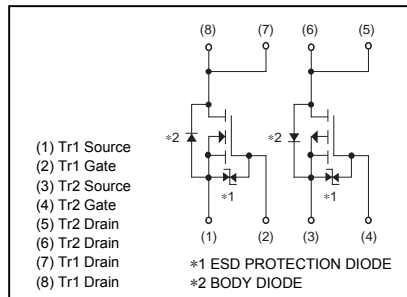 (8) (7) (6) (5)
*2 *2
*1 *1
(1) (2) (3) (4)
(1) Tr1 Source
(2) Tr1 Gate
(3) Tr2 Source
(4) Tr2 Gate
(5) Tr2 Drain
(6) Tr2 Drain
(7) Tr1 Drain
(8) Tr1 Drain
*1 ESD PROTECTION DIODE
*2 BODY DIODE